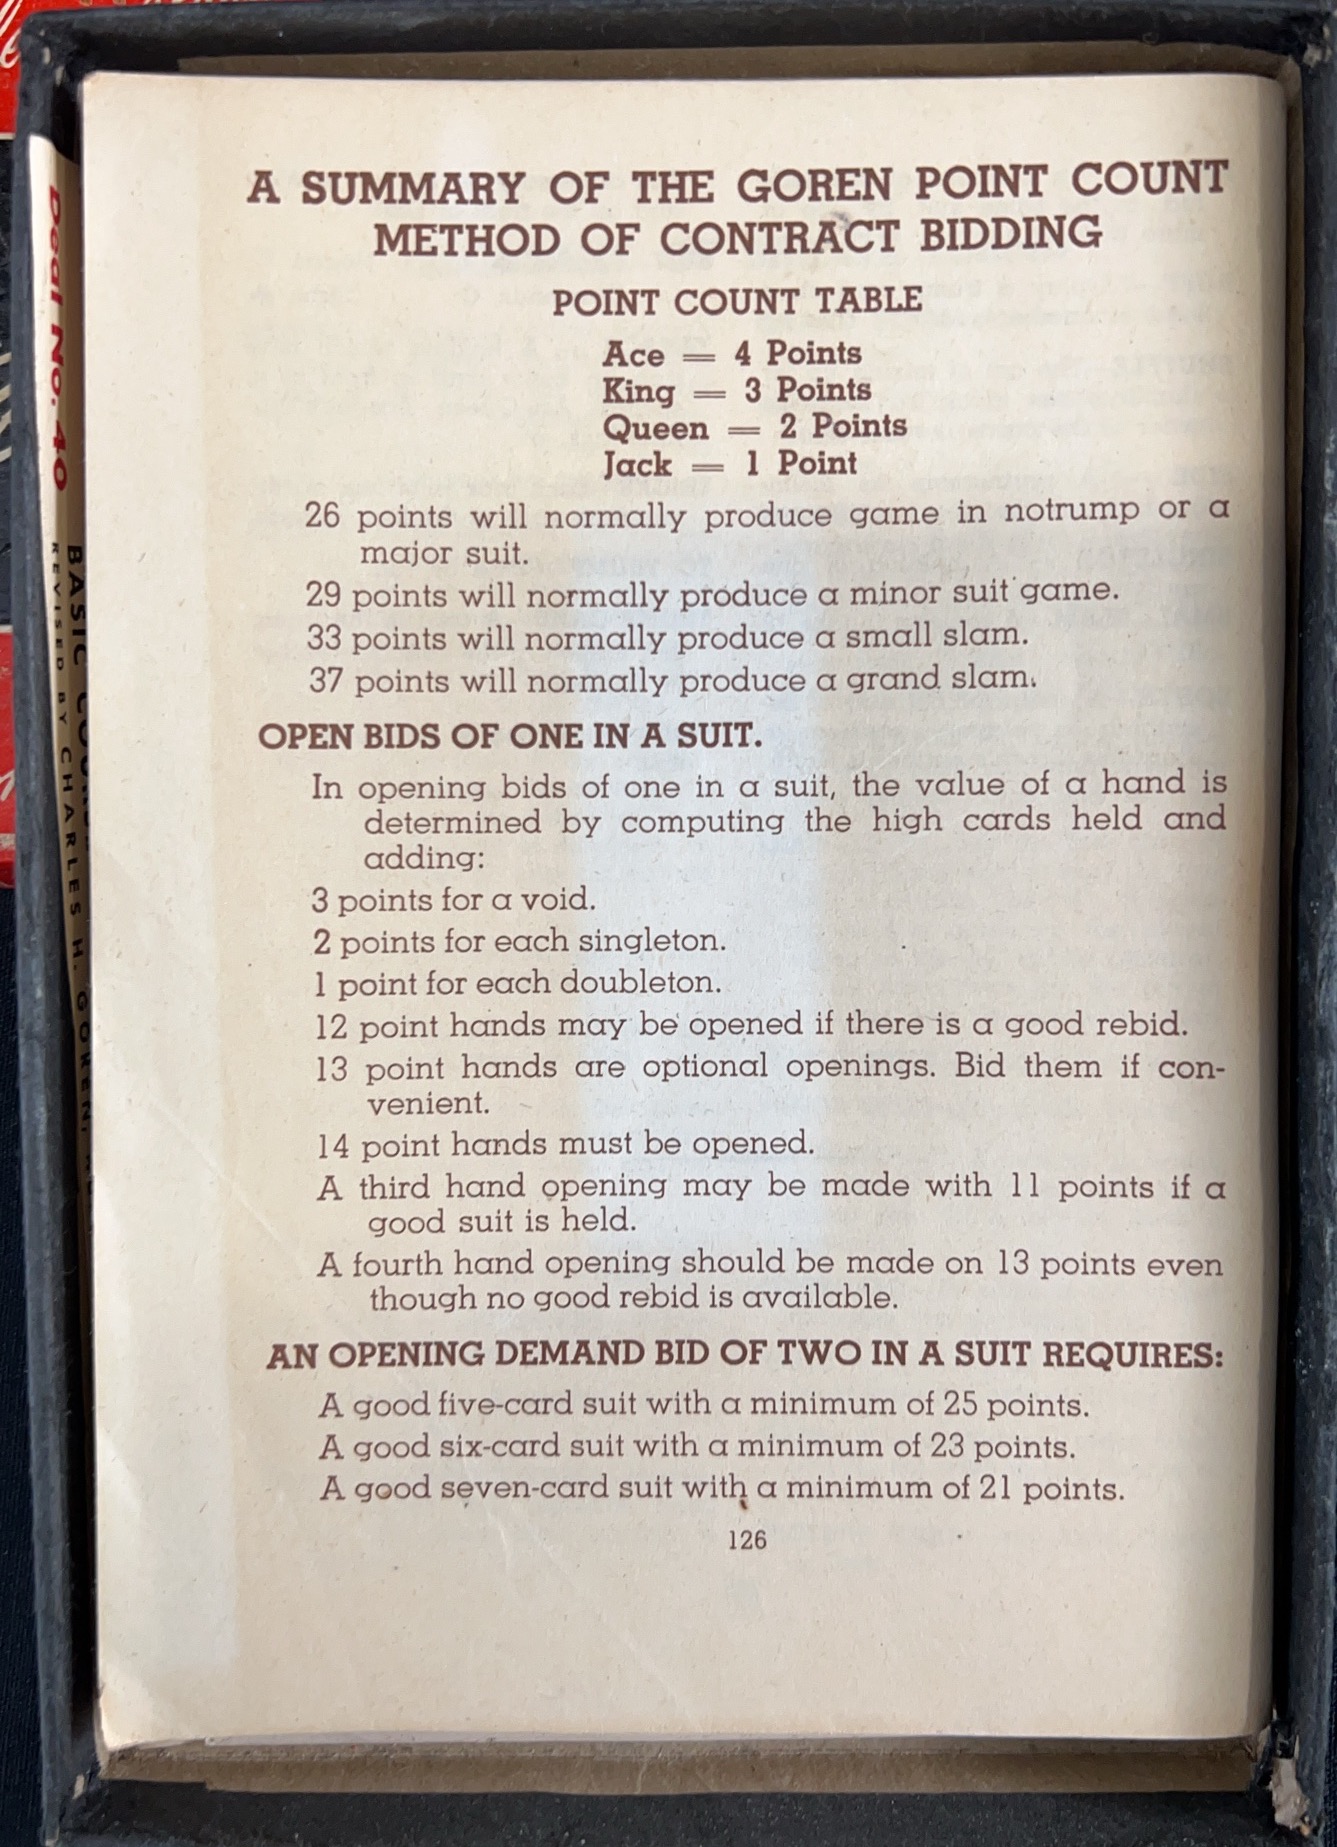 A SUMMARY OF THE GOREN POINT COUNT
METHOD OF CONTRACT BIDDING
POINT COUNT TABLE
Ace = 4 Points
King = 3 Points
Queen = 2 Points
Jack = 1 Point
26 points will normally produce game in notrump or a
major suit.
29 points will normally produce a minor suit game.
33 points will normally produce a small slam.
37 points will normally produce a grand slam.
OPEN BIDS OF ONE IN A SUIT.
In opening bids of one in a suit, the value of a hand is
determined by computing the high cards held and
adding:
3 points for a void.
2 points for each singleton.
1 point for each doubleton.
12 point hands may be opened if there is a good rebid.
13 point hands are optional openings. Bid them if con-
venient.
14 point hands must be opened.
A third hand opening may be made with 11 points if a
good suit is held.
A fourth hand opening should be made on 13 points even
though no good rebid is available.
AN OPENING DEMAND BID OF TWO IN A SUIT REQUIRES:
A good five-card suit with a minimum of 25 points.
A good six-card suit with a minimum of 23 points.
A good seven-card suit with a minimum of 21 points.
126
Deal No. 40
BASIC
REVISED BY CHARLES H. GOREN